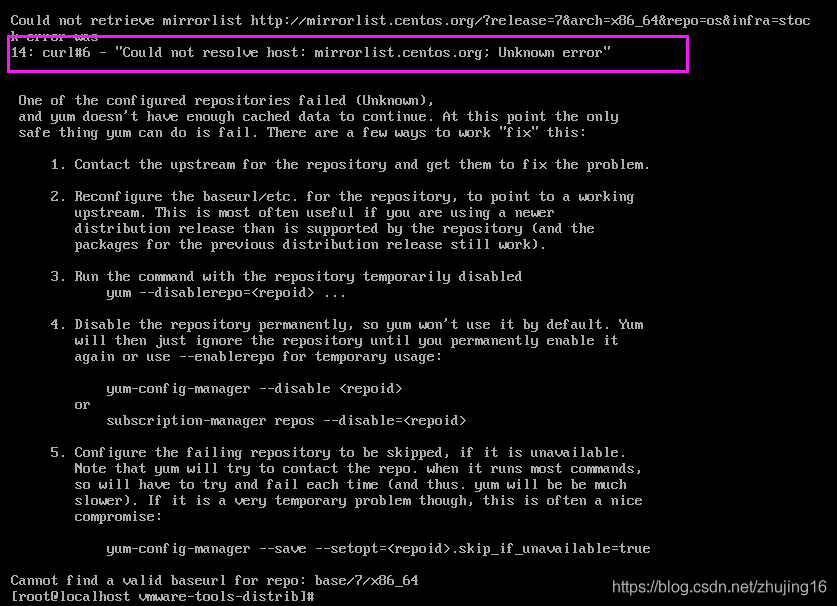 Could not retrieve mirrorlist http://mirrorlist.centos.org/?release=7&arch=x86_64&repo=os&infra=stoc
k error was
14: curl#6 - "Could not resolve host: mirrorlist.centos.org; Unknown error"
One of the configured repositories failed (Unknown),
and yum doesn't have enough cached data to continue. At this point the only
safe thing yum can do is fail. There are a few ways to work "fix" this:
1. Contact the upstream for the repository and get them to fix the problem.
2. Reconfigure the baseurl/etc. for the repository, to point to a working
upstream. This is most often useful if you are using a newer
distribution release than is supported by the repository (and the
packages for the previous distribution release still work).
3. Run the command with the repository temporarily disabled
yum --disablerepo=<repoid> ...
4. Disable the repository permanently, so yum won't use it by default. Yum
will then just ignore the repository until you permanently enable it
again or use --enablerepo for temporary usage:
yum-config-manager --disable <repoid>
or
subscription-manager repos --disable=<repoid>
5. Configure the failing repository to be skipped, if it is unavailable.
Note that yum will try to contact the repo. when it runs most commands,
so will have to try and fail each time (and thus. yum will be be much
slower). If it is a very temporary problem though, this is often a nice
compromise:
yum-config-manager --save --setopt=<repoid>.skip_if_unavailable=true
Cannot find a valid baseurl for repo: base/7/x86_64
[root@localhost vmware-tools-distrib]#
https://blog.csdn.net/zhujing16